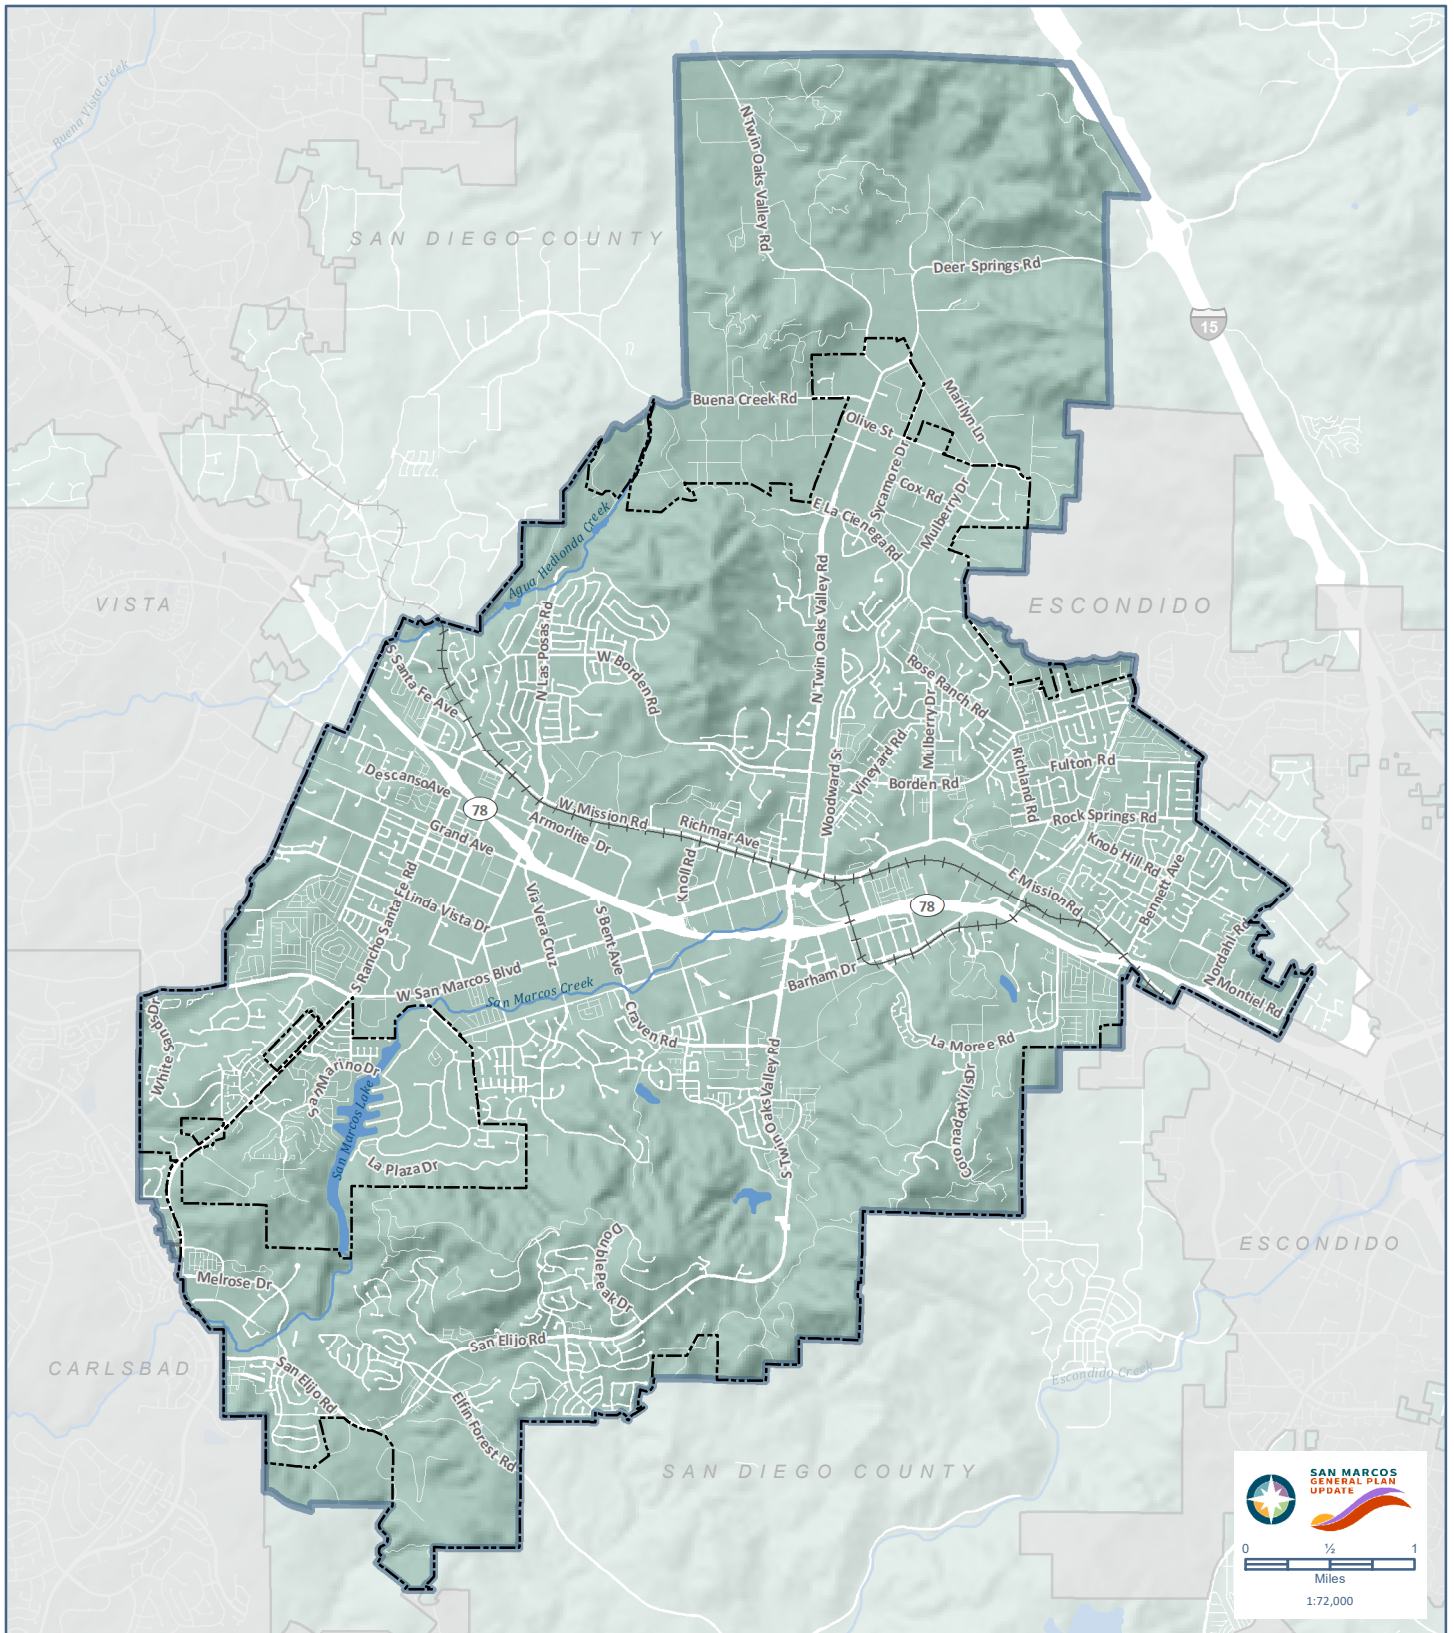 Buena Vista Creek
N Twin Oaks Valley Rd
SAN DIEGO COUNTY
Deer Springs Rd
15
Buena Creek Rd
Marilyn Ln
Olive St
Sycamore Dr
Cox Rd
Mulberry Dr
E La Cienega Rd
Agua Hedionda Creek
VISTA
ESCONDIDO
N Las Posas Rd
N Twin Oaks Valley Rd
S Santa Fe Ave
W Borden Rd
Rose Ranch Rd
Mulberry Dr
Vineyard Rd
Woodward St
Richland Rd
Fulton Rd
Descanso Ave
Borden Rd
78
W Mission Rd
Richmar Ave
Rock Springs Rd
Armorlite Dr
Grand Ave
Knob Hill Rd
Bennett Ave
Knoll Rd
E Mission Rd
S Rancho Santa Fe Rd
Linda Vista Dr
Via Vera Cruz
S Bent Ave
78
Nordahl Rd
W San Marcos Blvd
Barham Dr
San Marcos Creek
Montiel Rd
White Sands Dr
Craven Rd
La Moree Rd
San Marino Dr
San Marcos Lake
S Twin Oaks Valley Rd
Coronado Hills Dr
La Plaza Dr
Double Peak Dr
ESCONDIDO
Melrose Dr
San Elijo Rd
CARLSBAD
San Elijo Rd
Escondido Creek
Elfin Forest Rd
SAN DIEGO COUNTY
SAN MARCOS
GENERAL PLAN
UPDATE
0 ½ 1
Miles
1:72,000